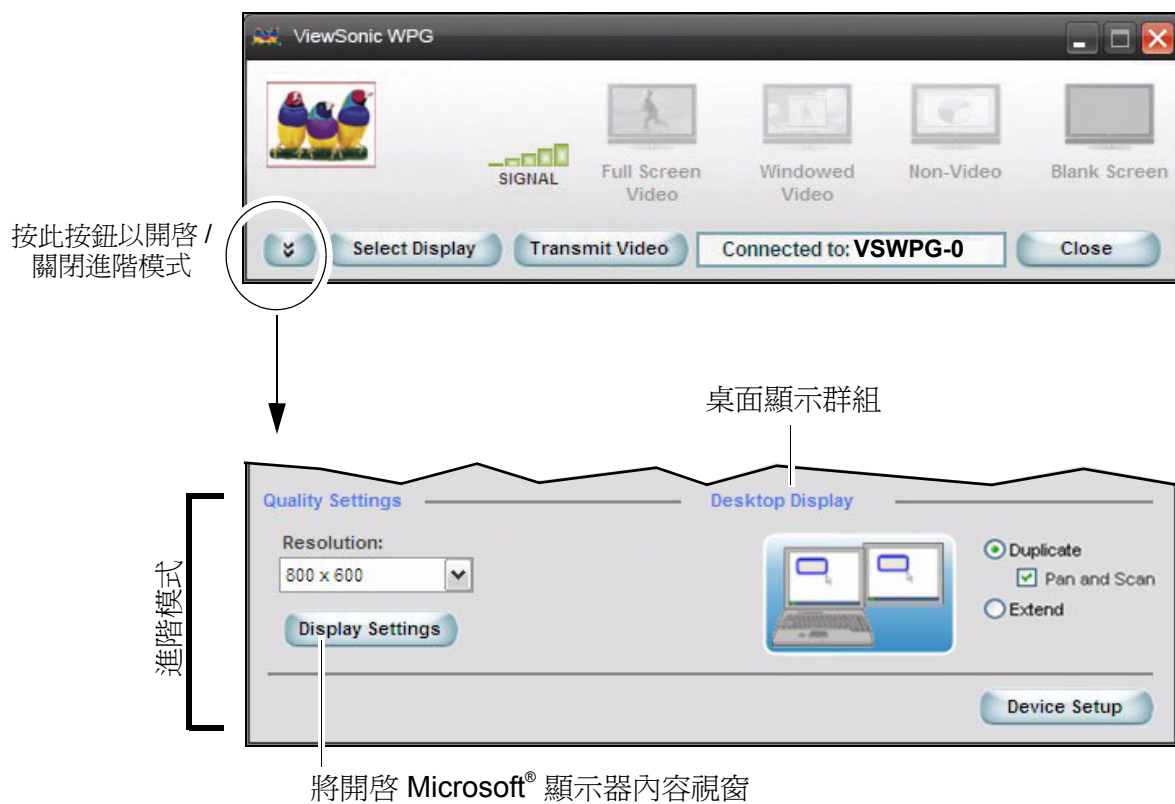 ViewSonic WPG
SIGNAL
Full Screen
Video
Windowed
Video
Non-Video
Blank Screen
按此按鈕以開啓 /
關閉進階模式
Select Display
Transmit Video
Connected to: VSWPG-0
Close
桌面顯示群組
進階模式
Quality Settings
Desktop Display
Resolution:
800 x 600
Display Settings
Duplicate
Pan and Scan
Extend
Device Setup
將開啓 Microsoft® 顯示器內容視窗